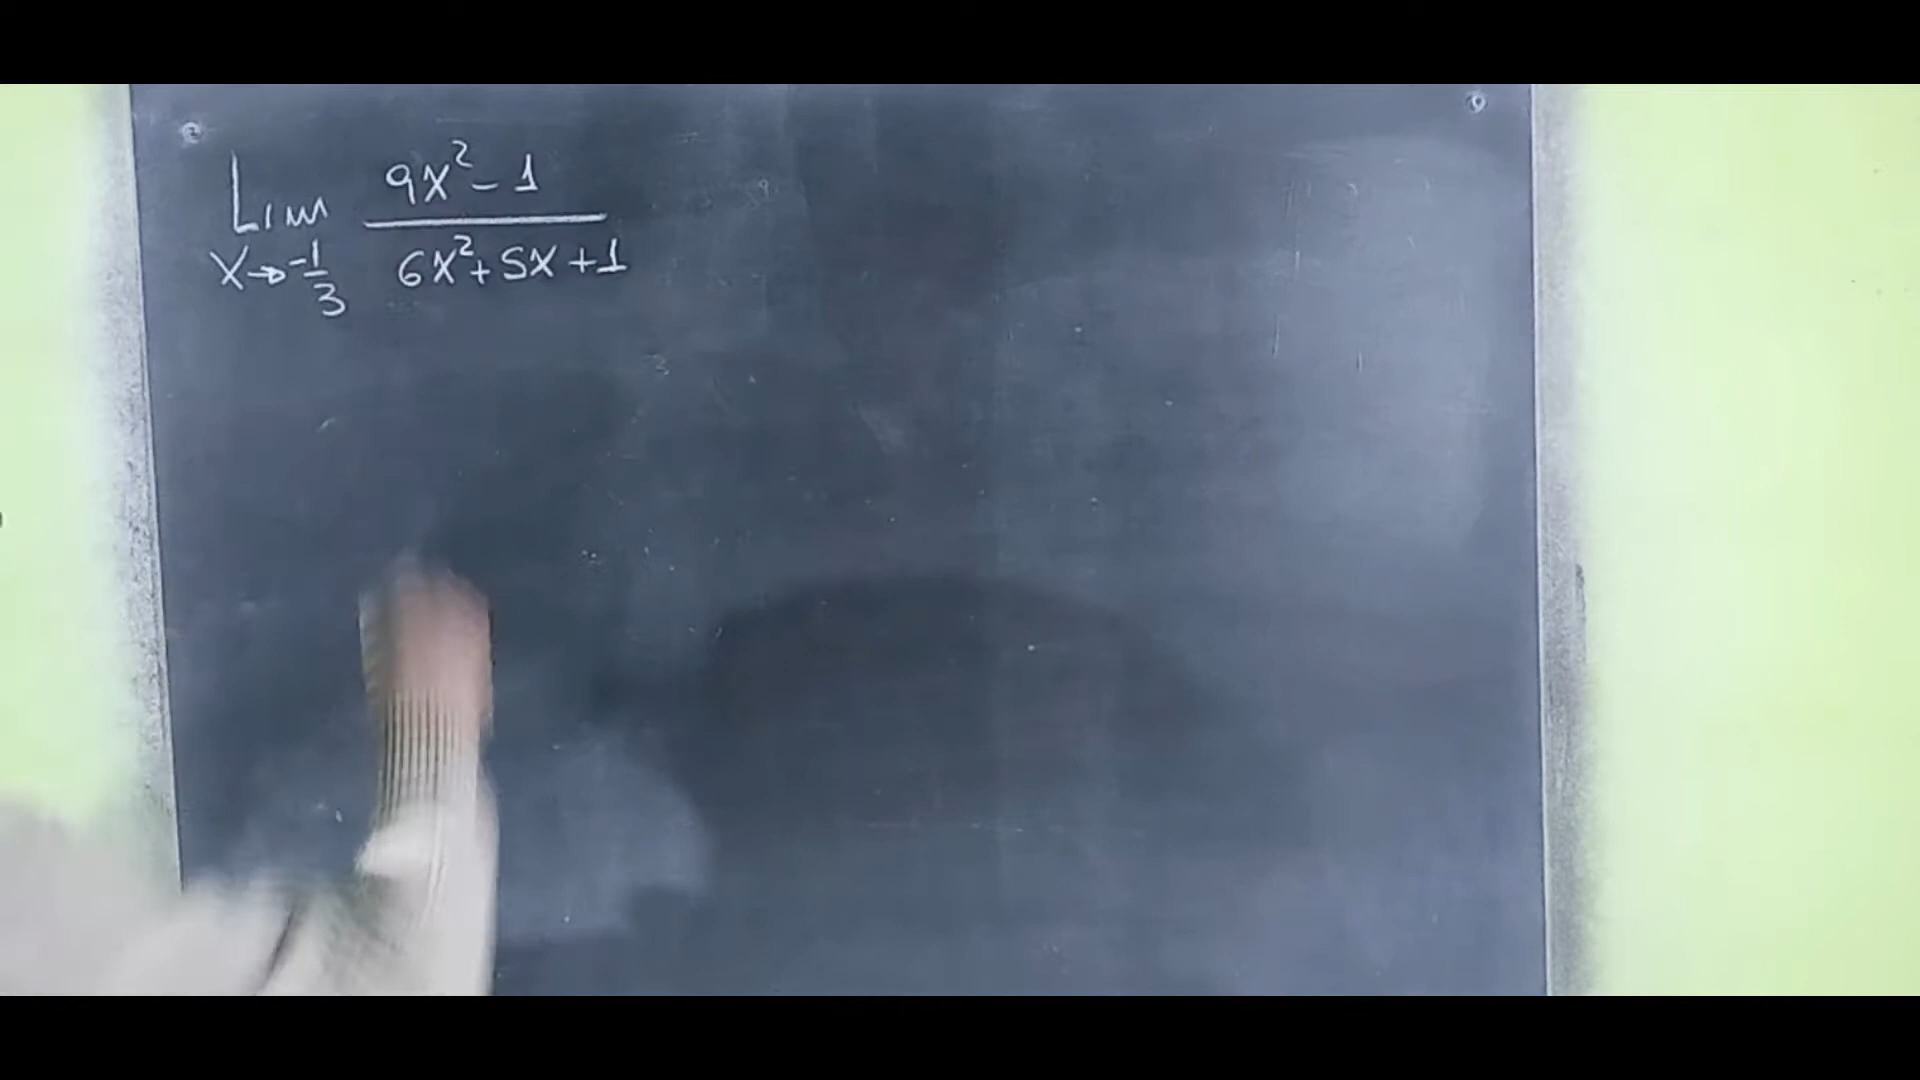 Lim 9x² - 1
x→ -1/3 6x² + 5x + 1